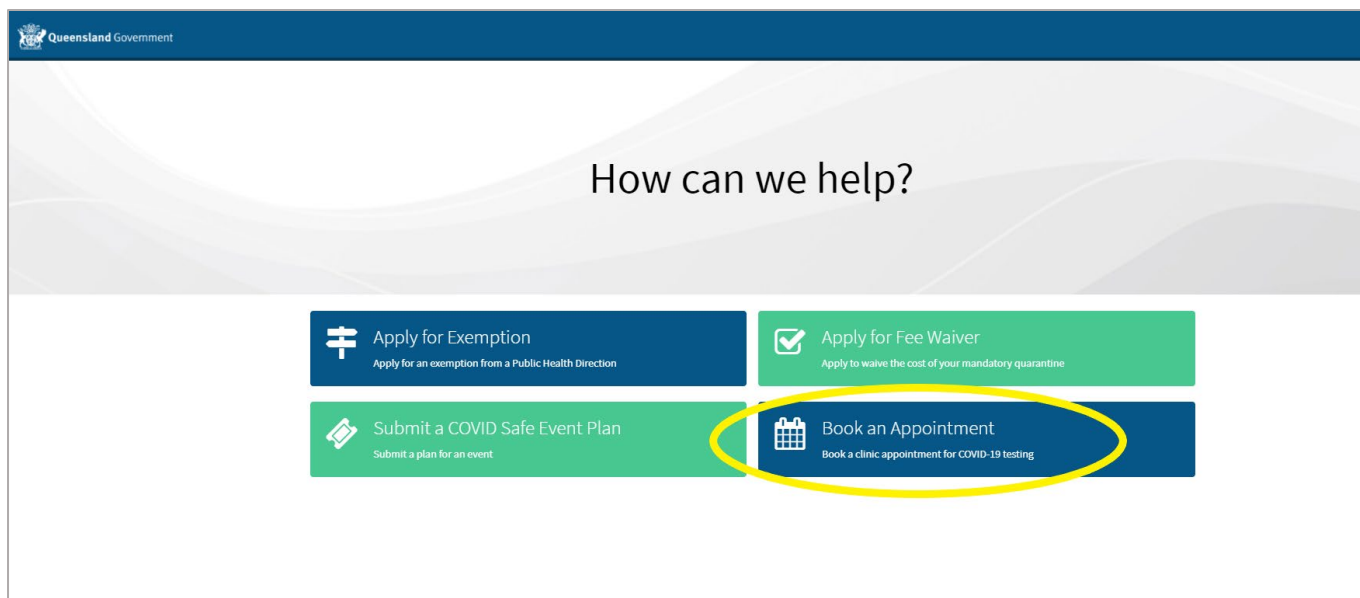 Queensland Government
How can we help?
Apply for Exemption
Apply for an exemption from a Public Health Direction
Apply for Fee Waiver
Apply to waive the cost of your mandatory quarantine
Submit a COVID Safe Event Plan
Submit a plan for an event
Book an Appointment
Book a clinic appointment for COVID-19 testing